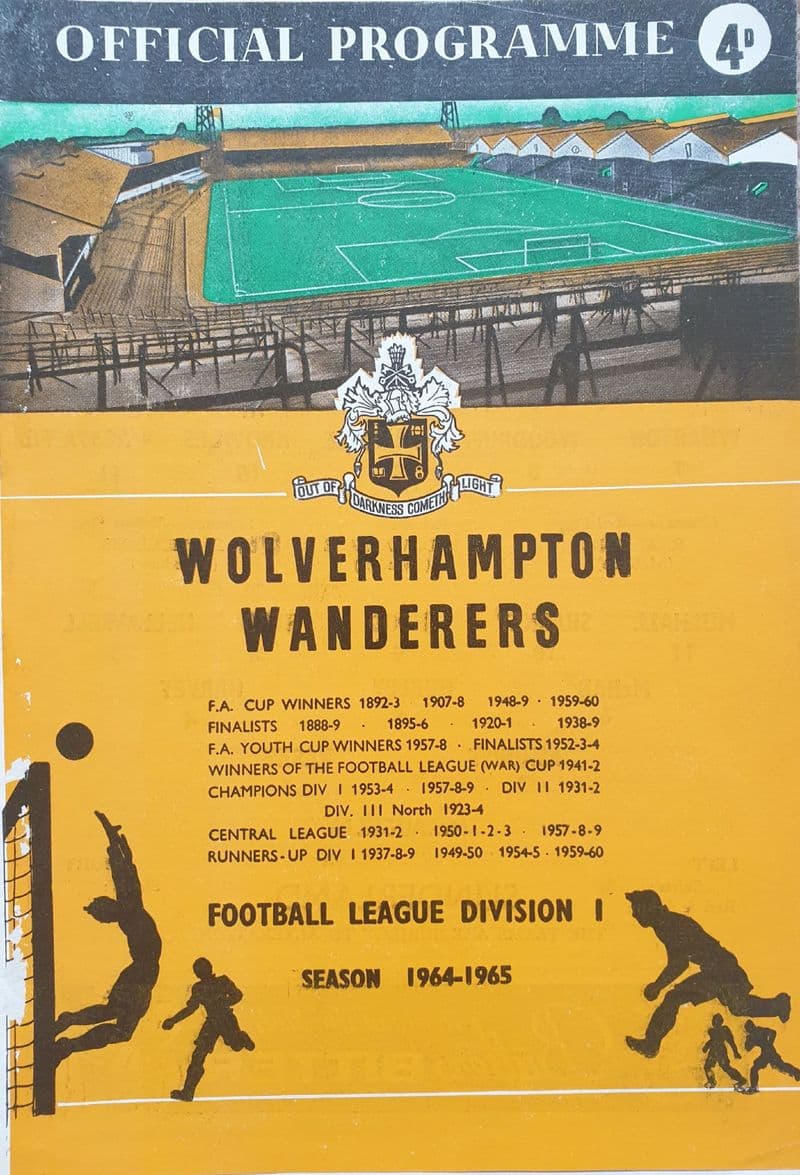 OFFICIAL PROGRAMME 4D
OUT OF DARKNESS COMETH LIGHT
WOLVERHAMPTON
WANDERERS
F.A. CUP WINNERS 1892-3 1907-8 1948-9 · 1959-60
FINALISTS 1888-9 · 1895-6 · 1920-1 · 1938-9
F.A. YOUTH CUP WINNERS 1957-8 · FINALISTS 1952-3-4
WINNERS OF THE FOOTBALL LEAGUE (WAR) CUP 1941-2
CHAMPIONS DIV I 1953-4 · 1957-8-9 · DIV II 1931-2
DIV. III North 1923-4
CENTRAL LEAGUE 1931-2 · 1950-1-2-3 · 1957-8-9
RUNNERS-UP DIV I 1937-8-9 1949-50 1954-5 · 1959-60
FOOTBALL LEAGUE DIVISION I
SEASON 1964-1965